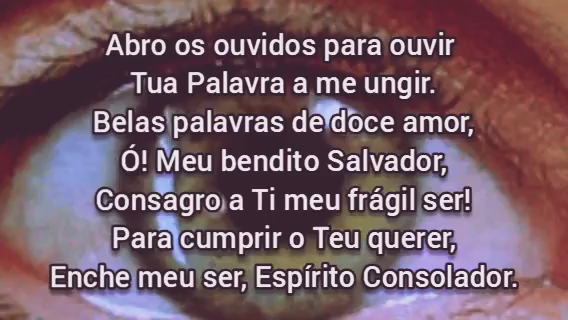 Abro os ouvidos para ouvir
Tua Palavra a me ungir.
Belas palavras de doce amor,
Ó! Meu bendito Salvador,
Consagro a Ti meu frágil ser!
Para cumprir o Teu querer,
Enche meu ser, Espírito Consolador.